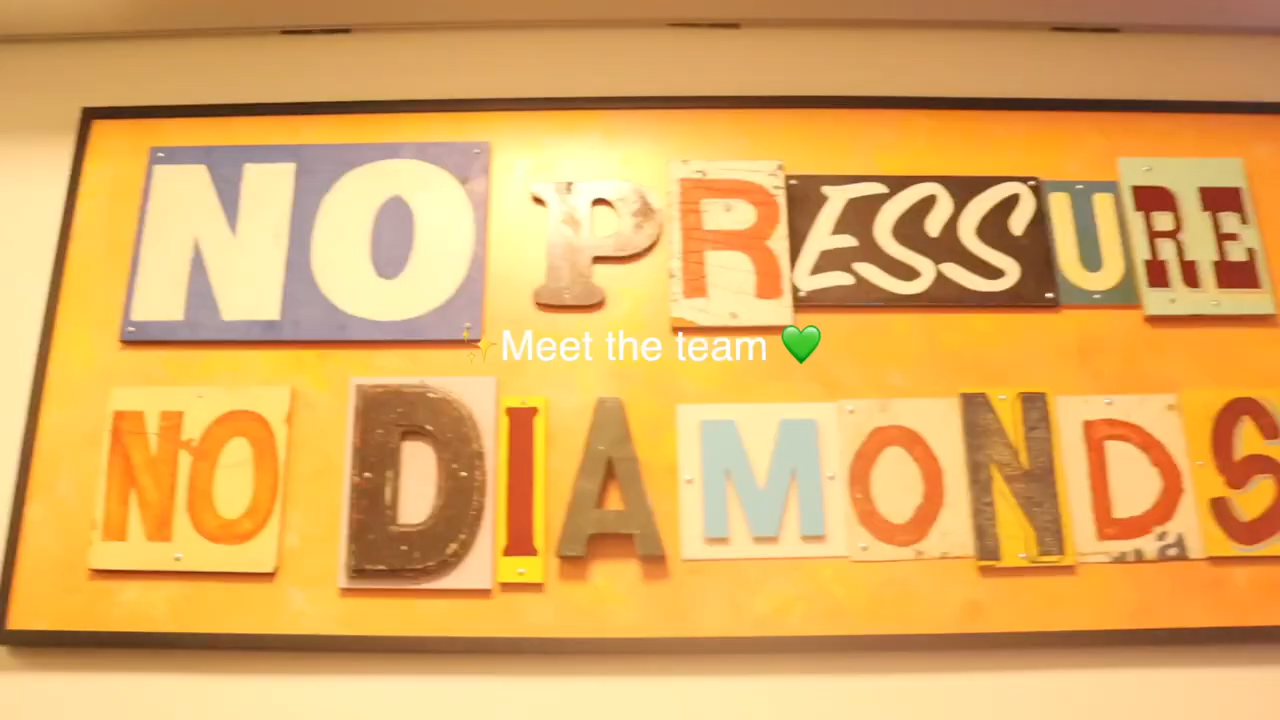 NO PRESSURE
✨Meet the team 💚
NO DIAMONDS